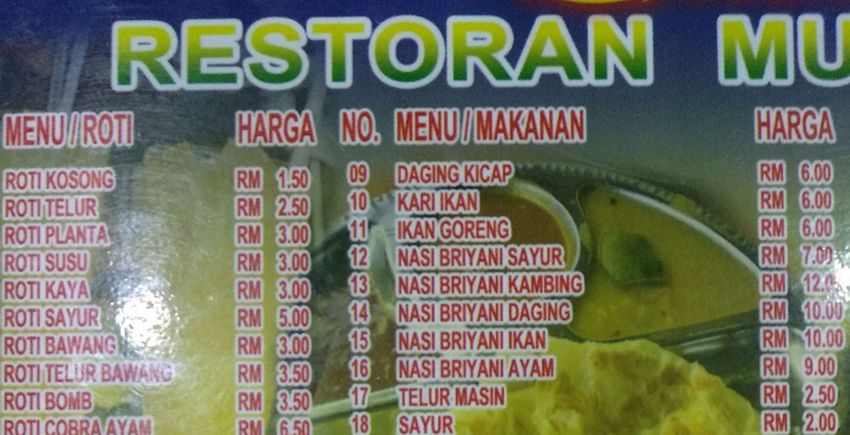 RESTORAN MU
MENU / ROTI HARGA NO. MENU / MAKANAN HARGA
ROTI KOSONG RM 1.50 09 DAGING KICAP RM 6.00
ROTI TELUR RM 2.50 10 KARI IKAN RM 6.00
ROTI PLANTA RM 3.00 11 IKAN GORENG RM 6.00
ROTI SUSU RM 3.00 12 NASI BRIYANI SAYUR RM 7.00
ROTI KAYA RM 3.00 13 NASI BRIYANI KAMBING RM 12.00
ROTI SAYUR RM 5.00 14 NASI BRIYANI DAGING RM 10.00
ROTI BAWANG RM 3.00 15 NASI BRIYANI IKAN RM 10.00
ROTI TELUR BAWANG RM 3.50 16 NASI BRIYANI AYAM RM 9.00
ROTI BOMB RM 3.50 17 TELUR MASIN RM 2.50
ROTI COBRA AYAM RM 6.50 18 SAYUR RM 2.00